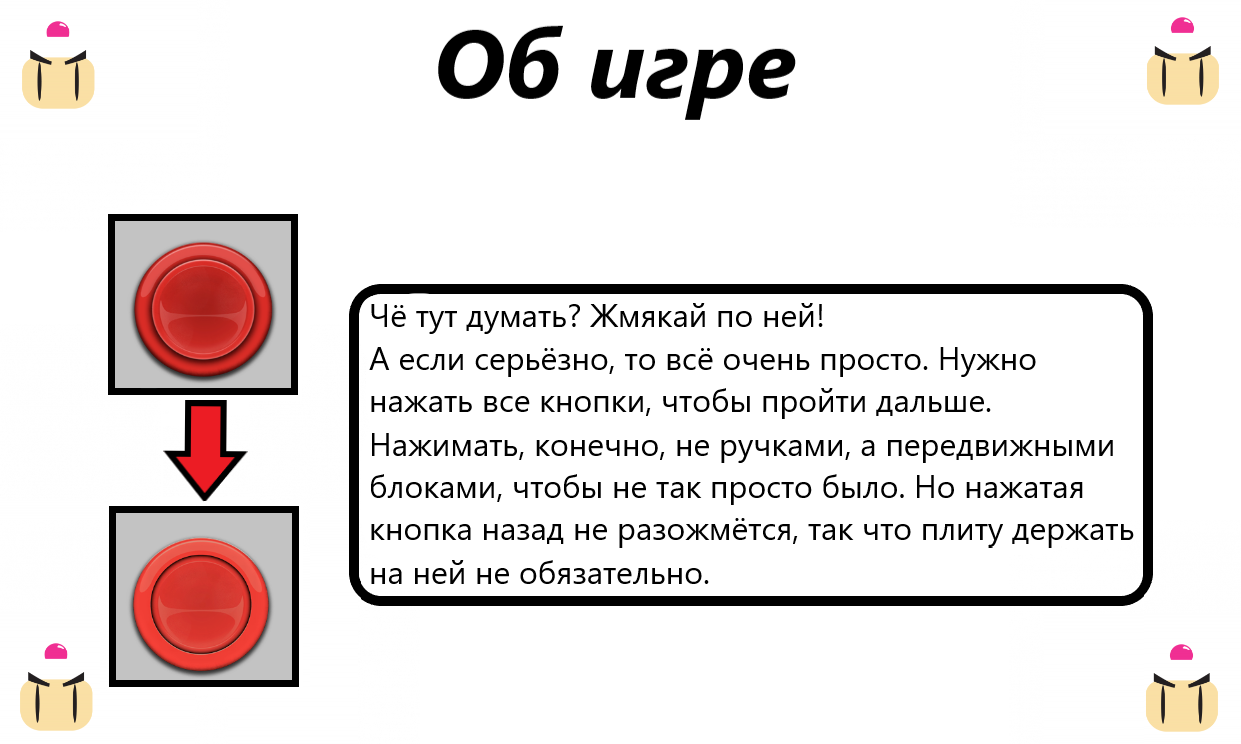 Об игре
Чё тут думать? Жмякай по ней!
А если серьёзно, то всё очень просто. Нужно
нажать все кнопки, чтобы пройти дальше.
Нажимать, конечно, не ручками, а передвижными
блоками, чтобы не так просто было. Но нажатая
кнопка назад не разожмётся, так что плиту держать
на ней не обязательно.